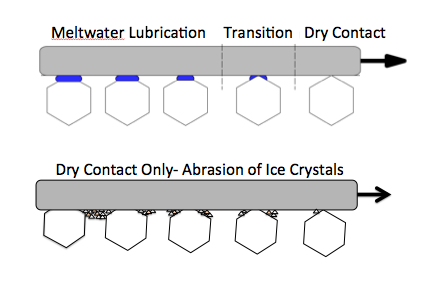 Meltwater Lubrication Transition Dry Contact
Dry Contact Only- Abrasion of Ice Crystals